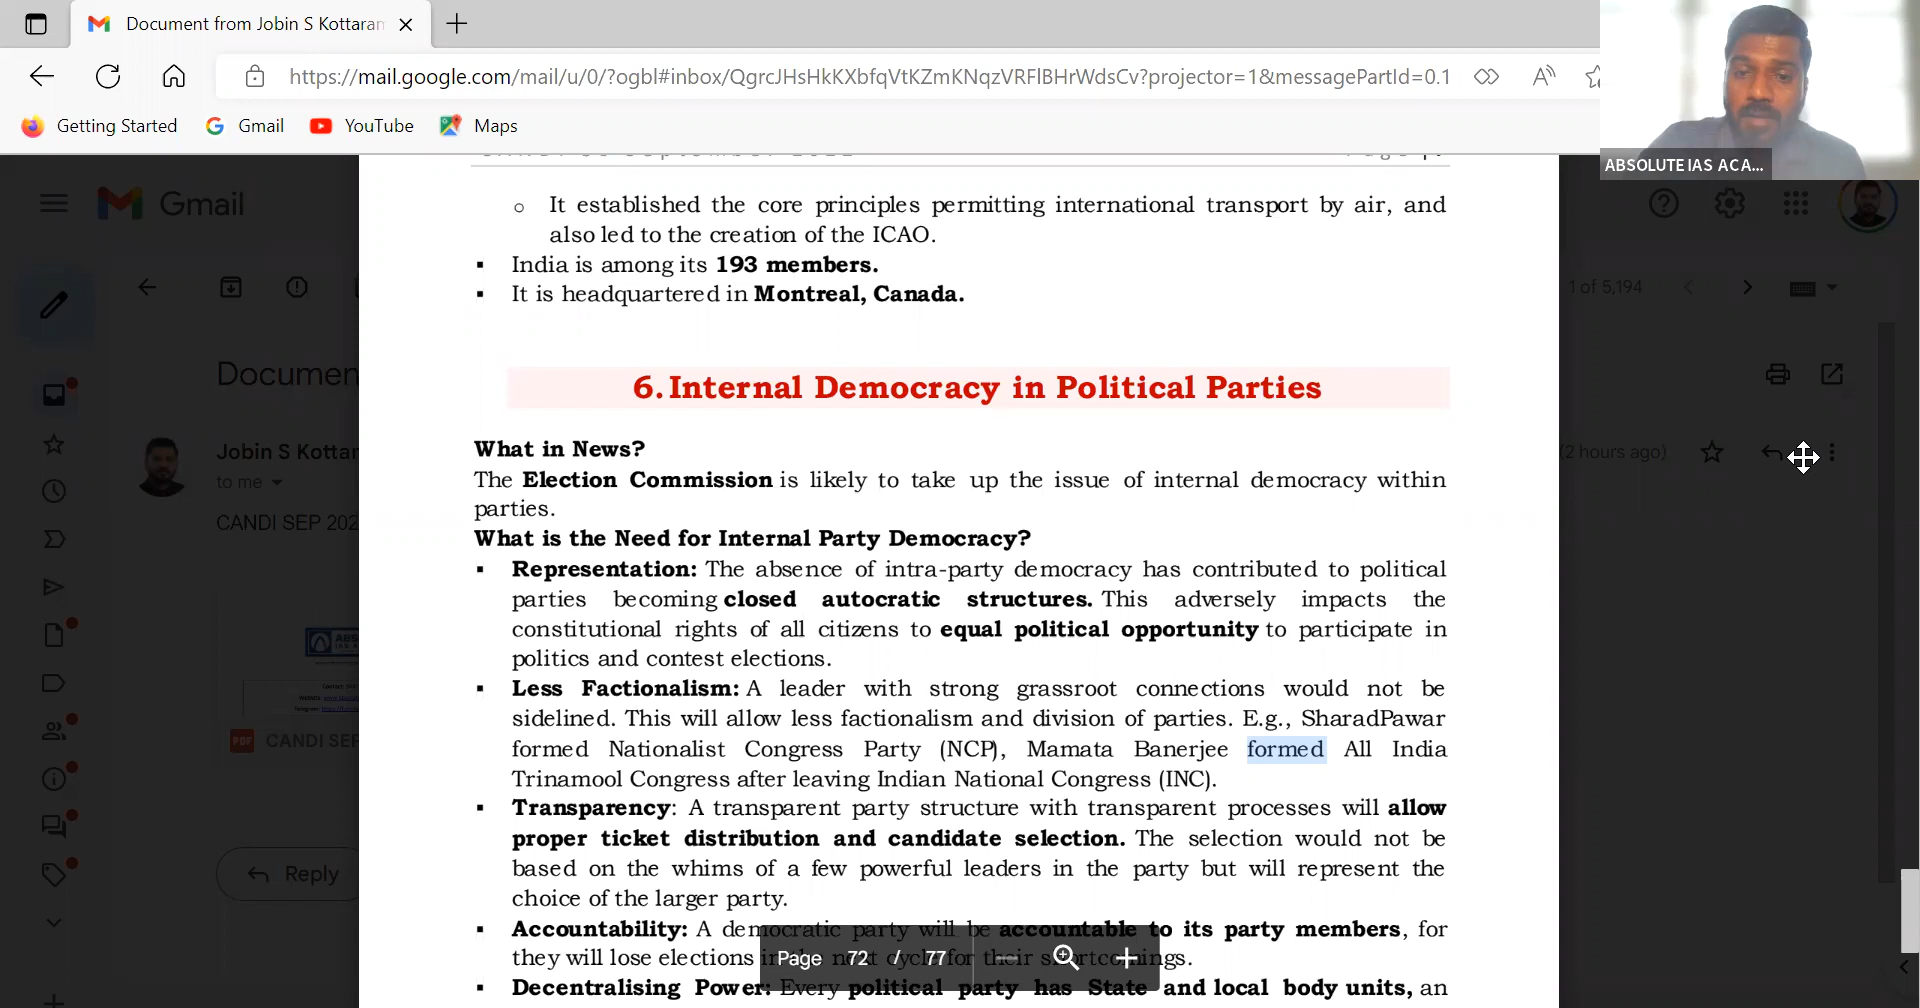 Document from Jobin S Kottaran
https://mail.google.com/mail/u/0/?ogbl#inbox/QgrcJHsHkKXbfqVtKZmKNqzVRFlBHrWdsCv?projector=1&messagePartId=0.1
Getting Started
Gmail
YouTube
Maps
ABSOLUTE IAS ACA...
Gmail
1 of 5,194
Documen
Jobin S Kottar
to me
(2 hours ago)
CANDI SEP 202
CANDI SEP
PDF
Reply
It established the core principles permitting international transport by air, and
also led to the creation of the ICAO.
India is among its 193 members.
It is headquartered in Montreal, Canada.
6. Internal Democracy in Political Parties
What in News?
The Election Commission is likely to take up the issue of internal democracy within
parties.
What is the Need for Internal Party Democracy?
Representation: The absence of intra-party democracy has contributed to political
parties becoming closed autocratic structures. This adversely impacts the
constitutional rights of all citizens to equal political opportunity to participate in
politics and contest elections.
Less Factionalism: A leader with strong grassroot connections would not be
sidelined. This will allow less factionalism and division of parties. E.g., SharadPawar
formed Nationalist Congress Party (NCP), Mamata Banerjee formed All India
Trinamool Congress after leaving Indian National Congress (INC).
Transparency: A transparent party structure with transparent processes will allow
proper ticket distribution and candidate selection. The selection would not be
based on the whims of a few powerful leaders in the party but will represent the
choice of the larger party.
Accountability: A democratic party will be accountable to its party members, for
they will lose elections in the next cycle for their shortcomings.
Decentralising Power: Every political party has State and local body units, an
Page 72 / 77